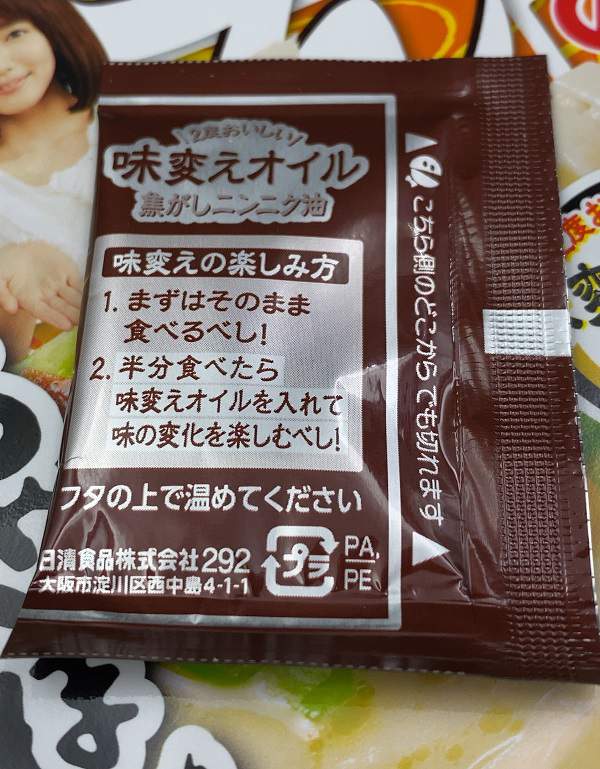 2度おいしい
味変えオイル
焦がしニンニク油
味変えの楽しみ方
1. まずはそのまま
食べるべし!
2. 半分食べたら
味変えオイルを入れて
味の変化を楽しむべし!
フタの上で温めてください
日清食品株式会社292
大阪市淀川区西中島4-1-1
プラ
PA,
PE
こちら側のどこからでも切れます